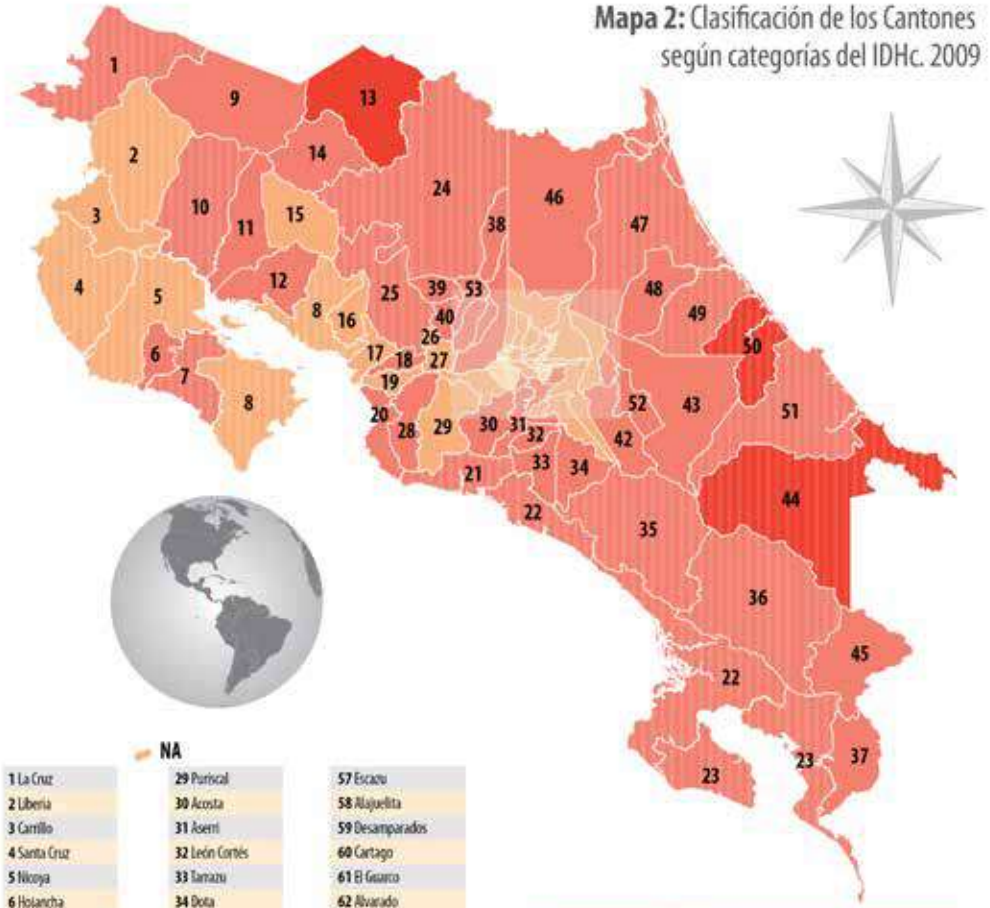 Mapa 2: Clasificación de los Cantones
según categorías del IDHc. 2009
1
13
9
14
2
24
46
47
10
38
3
11
15
4
5
12
8
16
25
39
53
40
48
49
50
26
17
18
27
6
7
19
8
20
28
29
30
31
32
52
43
51
42
33
34
21
22
35
44
36
45
22
23
23
37
NA
1 La Cruz
2 Liberia
3 Carrillo
4 Santa Cruz
5 Nicoya
6 Hojancha
29 Puriscal
30 Acosta
31 Aserrí
32 León Cortés
33 Tarrazu
34 Dota
57 Escazu
58 Alajuelita
59 Desamparados
60 Cartago
61 El Guarco
62 Alvarado